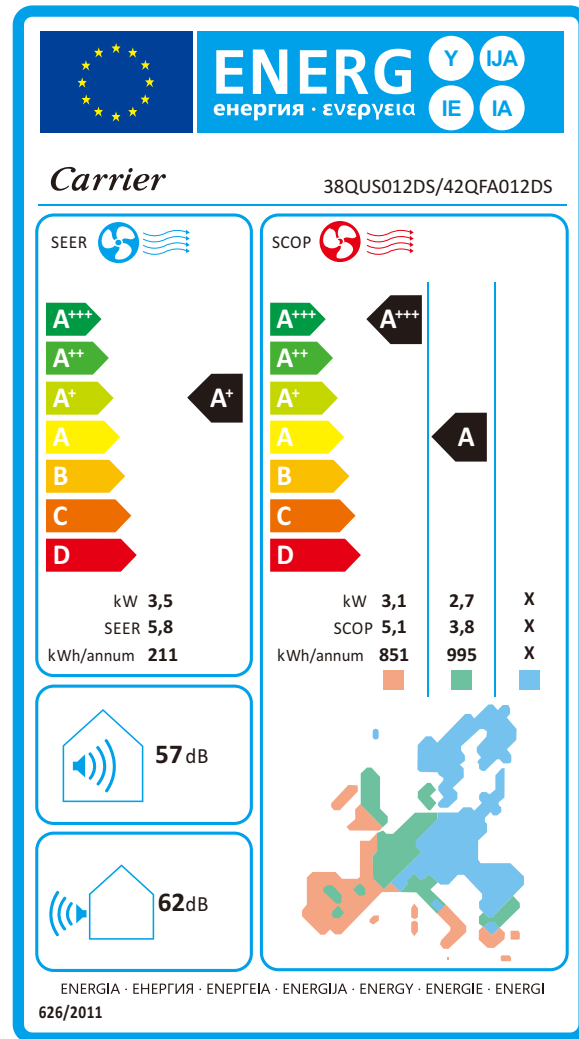 ENERG
енергия · ενεργεια
Y
IJA
IE
IA
Carrier
38QUS012DS/42QFA012DS
SEER
A+++
A++
A+
A
B
C
D
A+
kW 3,5
SEER 5,8
kWh/annum 211
SCOP
A+++
A++
A+
A
B
C
D
A+++
A
kW 3,1 2,7 X
SCOP 5,1 3,8 X
kWh/annum 851 995 X
57 dB
62dB
ENERGIA · ЕНЕРГИЯ · ΕΝΕΡΓΕΙΑ · ENERGIJA · ENERGY · ENERGIE · ENERGI
626/2011